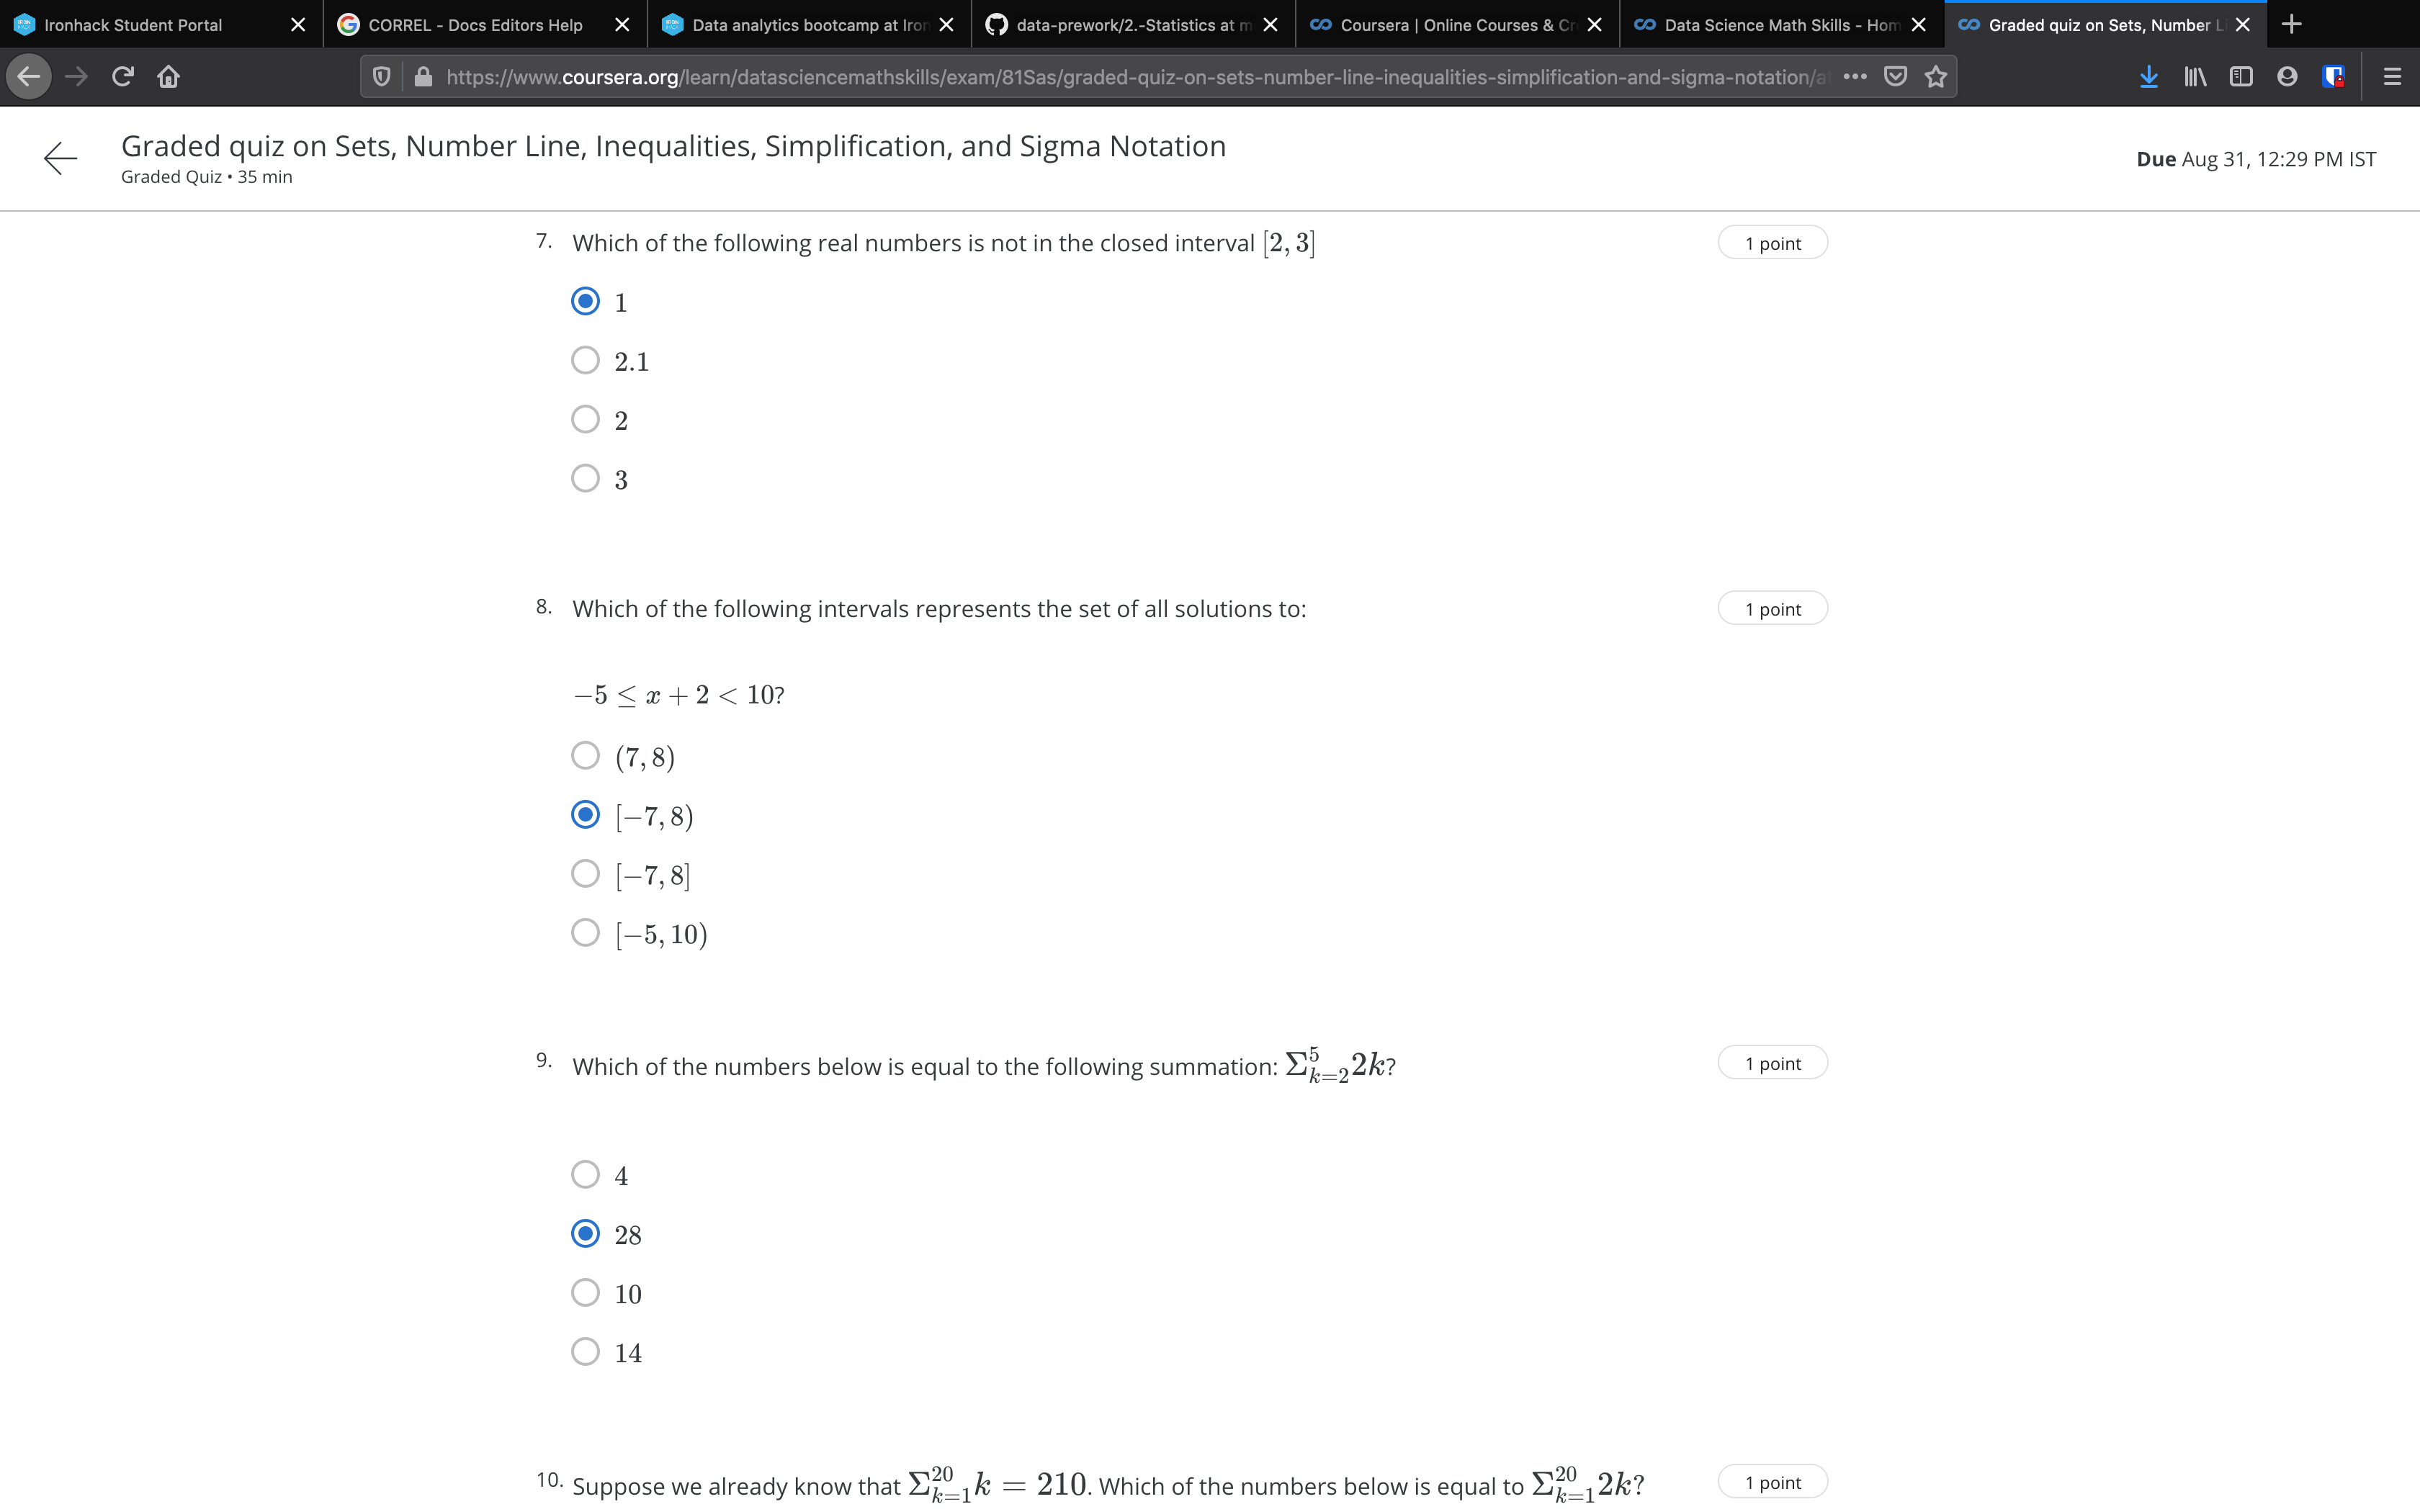 Ironhack Student Portal
CORREL - Docs Editors Help
Data analytics bootcamp at Iron
data-prework/2.-Statistics at m
Coursera | Online Courses & Cr
Data Science Math Skills - Hom
Graded quiz on Sets, Number L
https://www.coursera.org/learn/datasciencemathskills/exam/81Sas/graded-quiz-on-sets-number-line-inequalities-simplification-and-sigma-notation/at
Graded quiz on Sets, Number Line, Inequalities, Simplification, and Sigma Notation
Graded Quiz • 35 min
Due Aug 31, 12:29 PM IST
7. Which of the following real numbers is not in the closed interval [2, 3]
1 point
1
2.1
2
3
8. Which of the following intervals represents the set of all solutions to:
1 point
−5 ≤ x + 2 < 10?
(7, 8)
[−7, 8)
[−7, 8]
[−5, 10)
9. Which of the numbers below is equal to the following summation: Σ_{k=2}^{5} 2k?
1 point
4
28
10
14
10. Suppose we already know that Σ_{k=1}^{20} k = 210. Which of the numbers below is equal to Σ_{k=1}^{20} 2k?
1 point